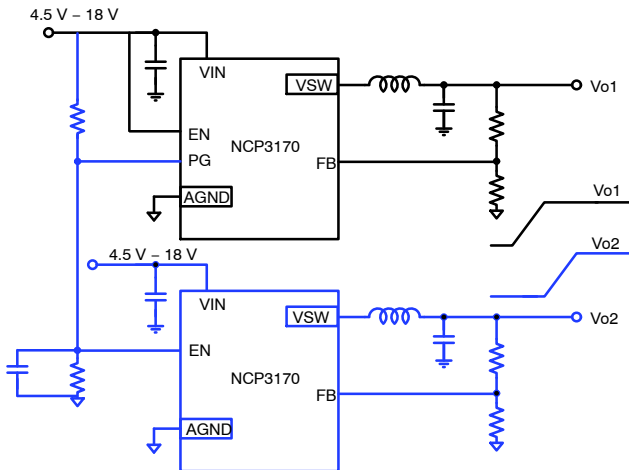 4.5 V – 18 V
VIN
VSW
Vo1
EN
NCP3170
PG
FB
AGND
Vo1
Vo2
4.5 V – 18 V
VIN
VSW
Vo2
EN
NCP3170
FB
AGND